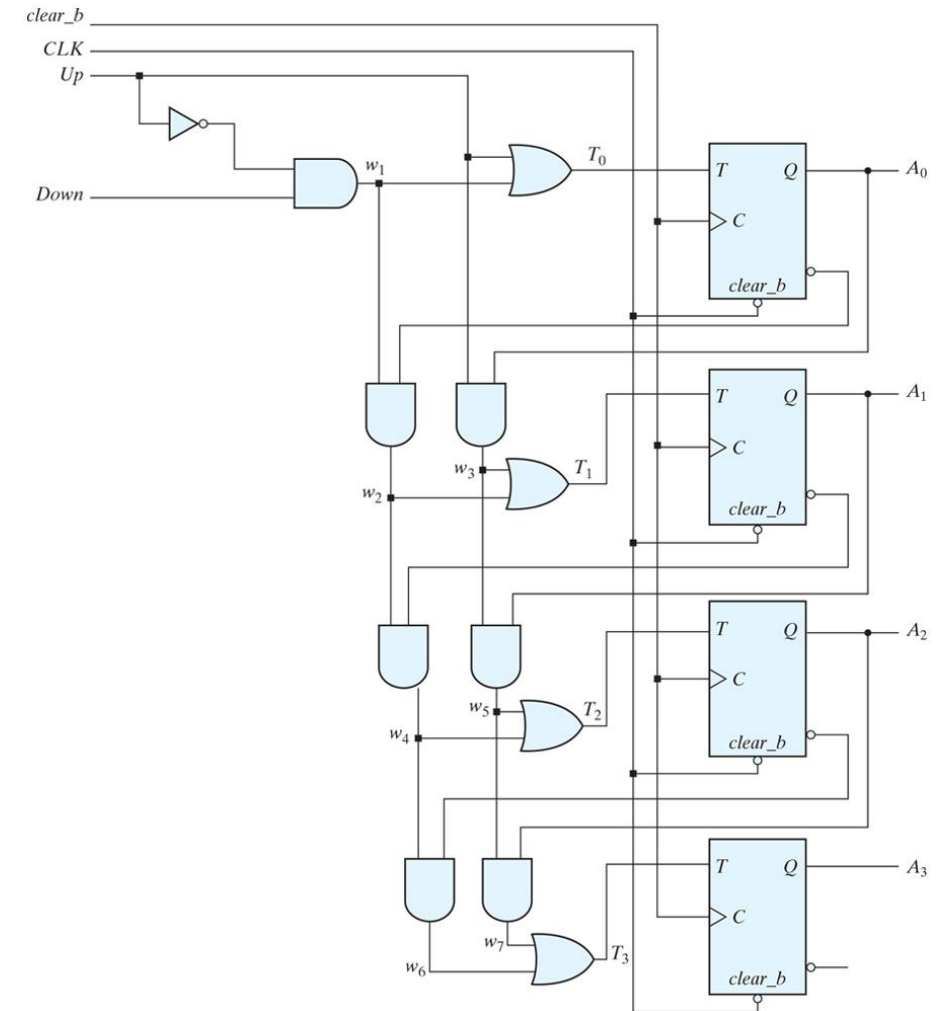 clear_b
CLK
Up
Down
w₁
T₀
T Q
A₀
C
clear_b
T Q
A₁
w₃
T₁
C
w₂
clear_b
T Q
A₂
w₅
T₂
C
w₄
clear_b
T Q
A₃
C
w₇
T₃
w₆
clear_b